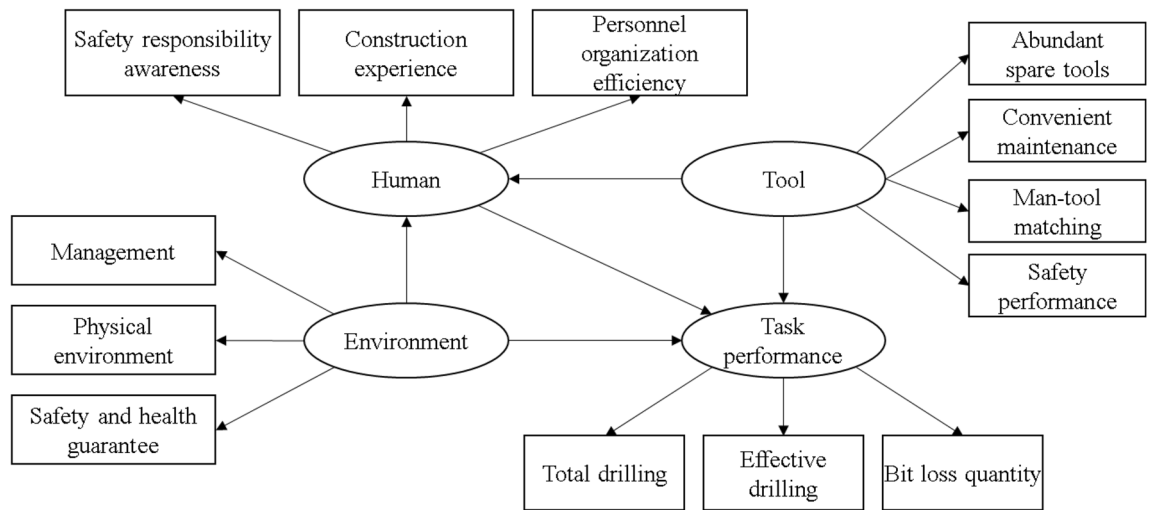 Safety responsibility
awareness
Construction
experience
Personnel
organization
efficiency
Abundant
spare tools
Convenient
maintenance
Man-tool
matching
Safety
performance
Human
Tool
Management
Physical
environment
Safety and health
guarantee
Environment
Task
performance
Total drilling
Effective
drilling
Bit loss quantity